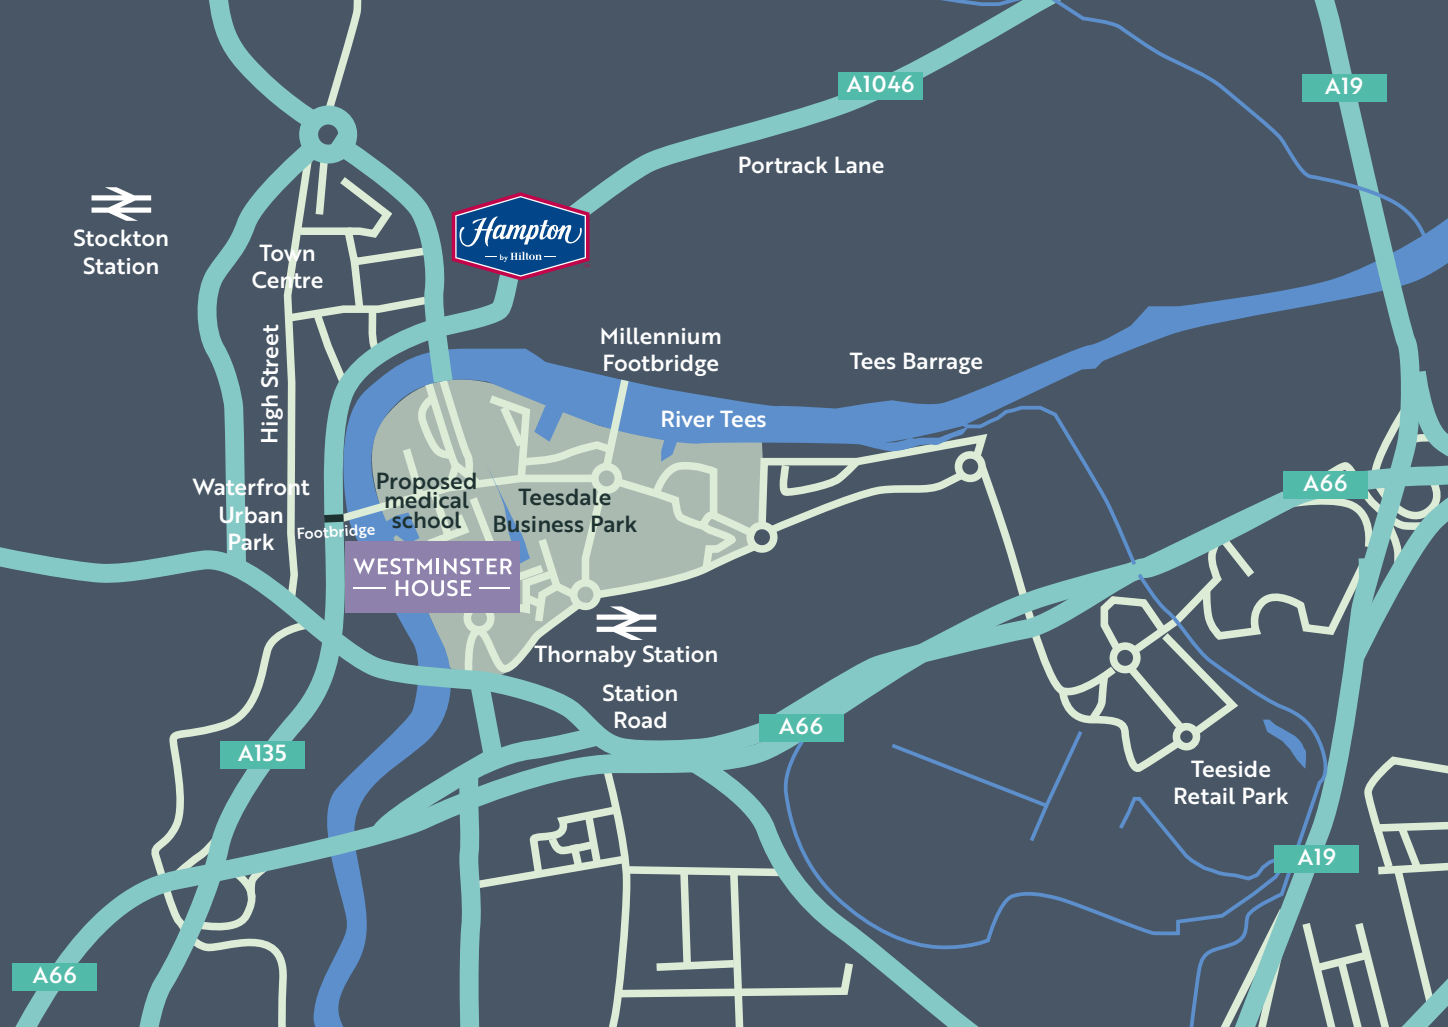 A1046
A19
Portrack Lane
Stockton
Station
Town
Centre
Hampton
by Hilton
High Street
Millennium
Footbridge
Tees Barrage
River Tees
Waterfront
Urban
Park
Footbridge
Proposed
medical
school
Teesdale
Business Park
A66
WESTMINSTER
HOUSE
Thornaby Station
Station
Road
A66
A135
Teeside
Retail Park
A19
A66